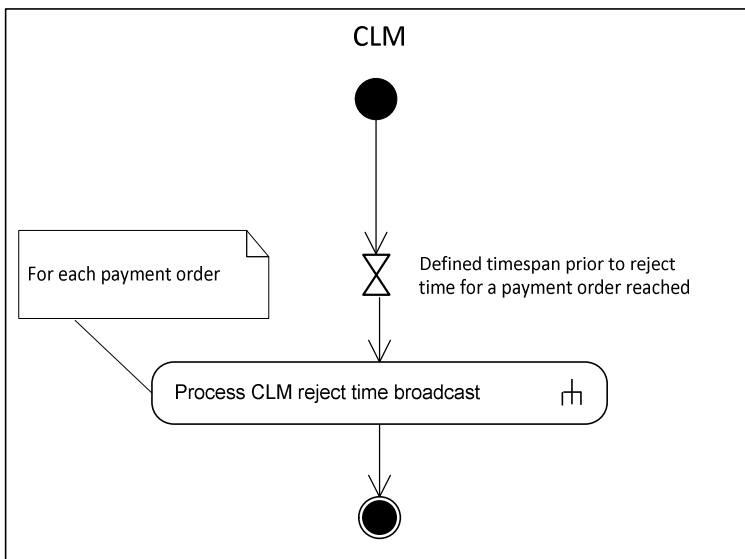 CLM
For each payment order
Defined timespan prior to reject
time for a payment order reached
Process CLM reject time broadcast